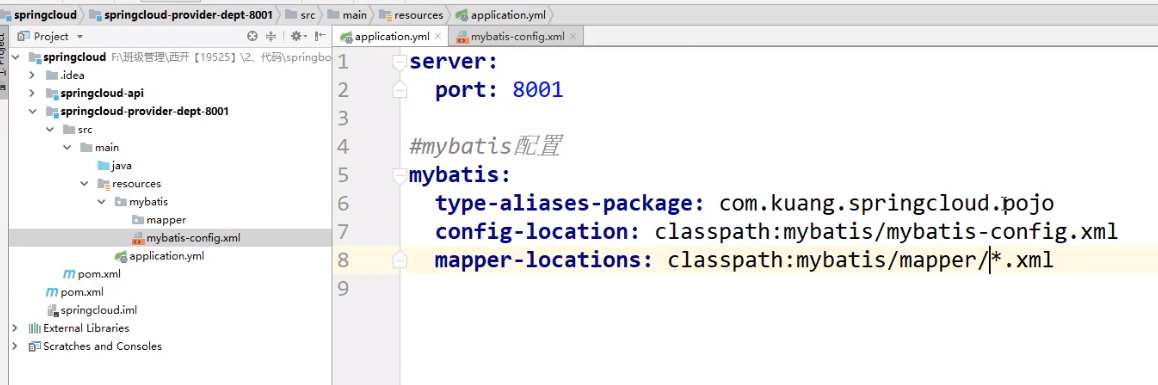 springcloud springcloud-provider-dept-8001 src main resources application.yml
Project
application.yml mybatis-config.xml
springcloud F:\班级管理\西开【19525】\2、代码\springbo
.idea
springcloud-api
springcloud-provider-dept-8001
src
main
java
resources
mybatis
mapper
mybatis-config.xml
application.yml
pom.xml
pom.xml
springcloud.iml
External Libraries
Scratches and Consoles
1 server:
2 port: 8001
3
4 #mybatis配置
5 mybatis:
6 type-aliases-package: com.kuang.springcloud.pojo
7 config-location: classpath:mybatis/mybatis-config.xml
8 mapper-locations: classpath:mybatis/mapper/*.xml
9